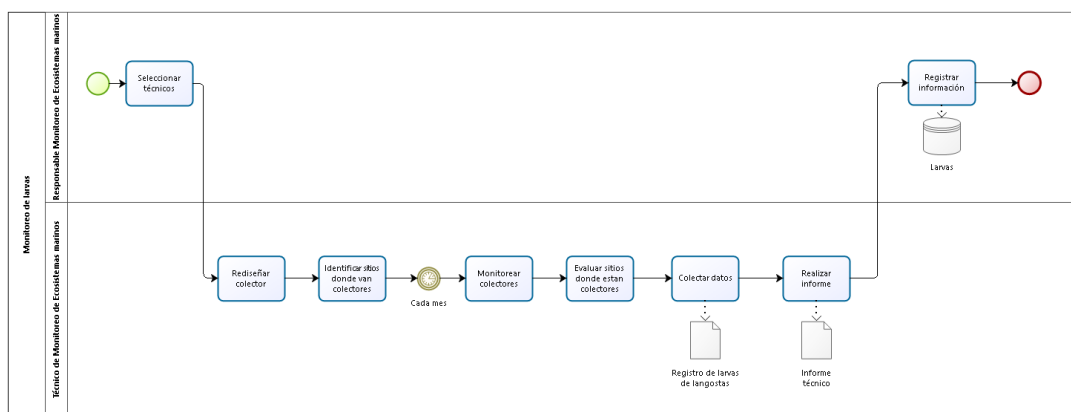 Monitoreo de larvas
Responsable Monitoreo de Ecosistemas marinos
Seleccionar
técnicos
Registrar
información
Larvas
Técnico de Monitoreo de Ecosistemas marinos
Rediseñar
colector
Identificar sitios
donde van
colectores
Cada mes
Monitorear
colectores
Evaluar sitios
donde estan
colectores
Colectar datos
Registro de larvas
de langostas
Realizar
informe
Informe
técnico